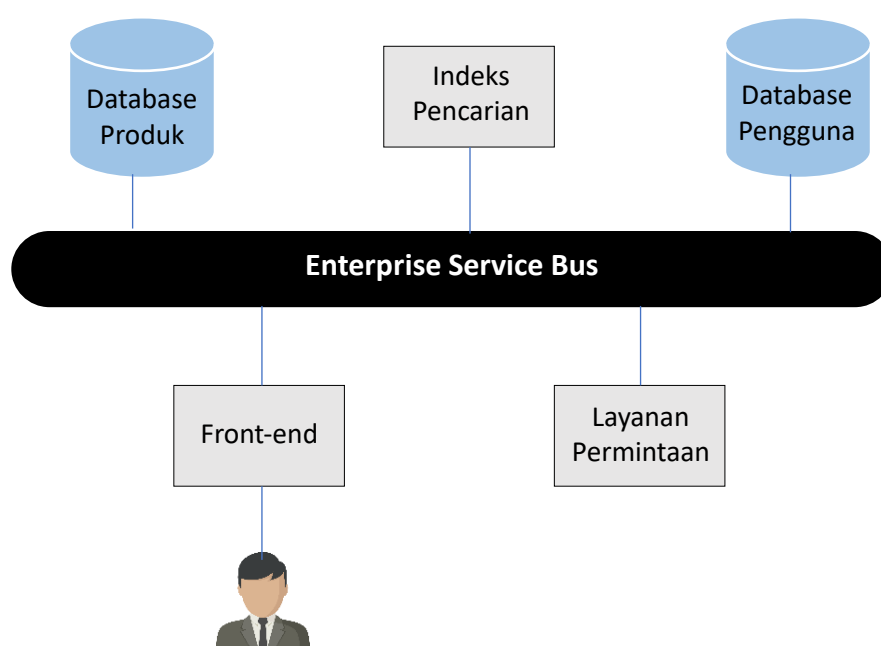 Database
Produk
Indeks
Pencarian
Database
Pengguna
Enterprise Service Bus
Front-end
Layanan
Permintaan